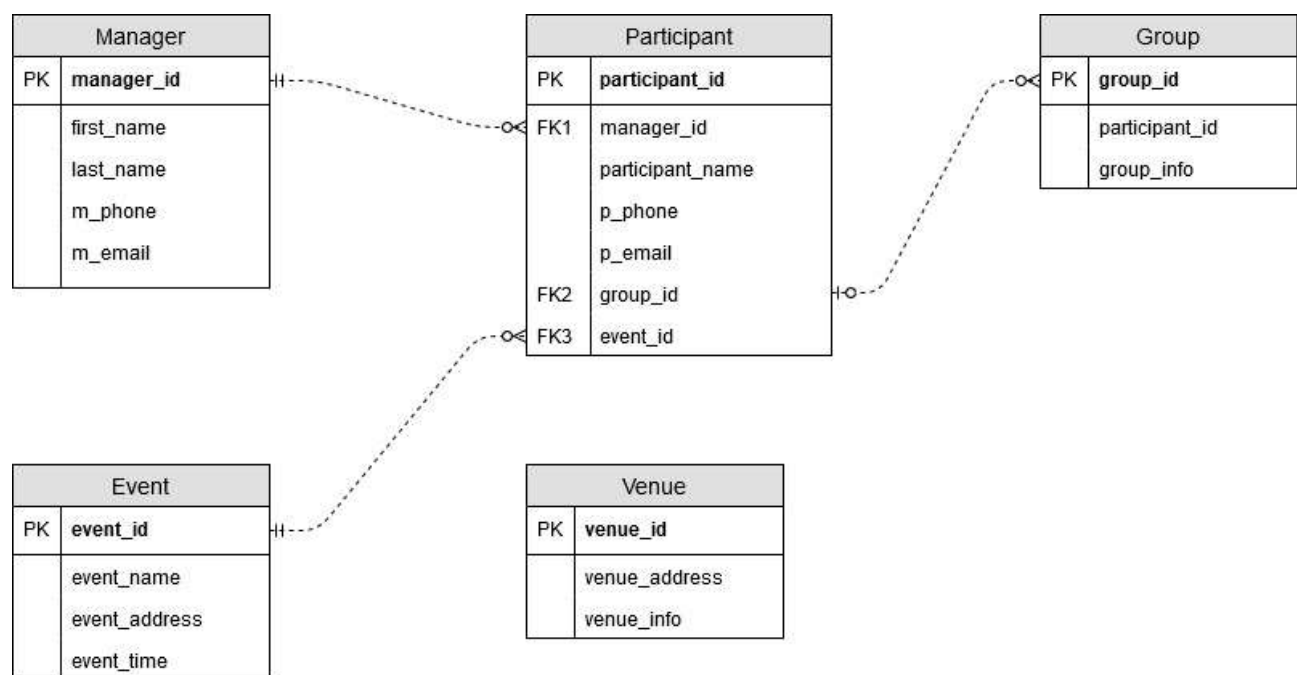 Manager
PK manager_id
first_name
last_name
m_phone
m_email
Participant
PK participant_id
FK1 manager_id
participant_name
p_phone
p_email
FK2 group_id
FK3 event_id
Group
PK group_id
participant_id
group_info
Event
PK event_id
event_name
event_address
event_time
Venue
PK venue_id
venue_address
venue_info